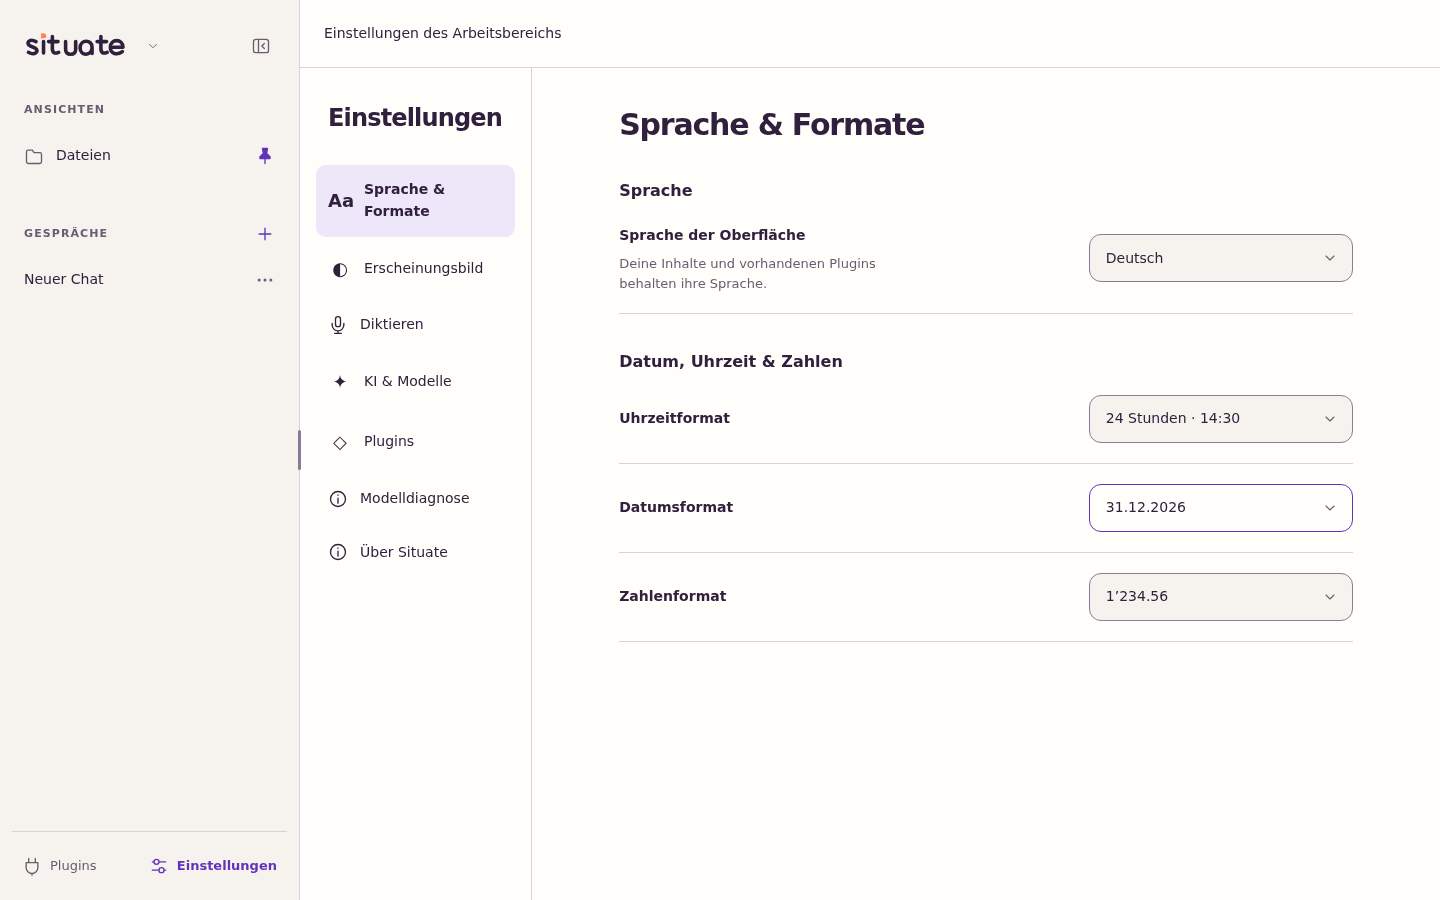 situate
Einstellungen des Arbeitsbereichs
ANSICHTEN
Dateien
GESPRÄCHE
Neuer Chat
Plugins
Einstellungen
Einstellungen
Aa
Sprache &
Formate
Erscheinungsbild
Diktieren
KI & Modelle
Plugins
Modelldiagnose
Über Situate
Sprache & Formate
Sprache
Sprache der Oberfläche
Deine Inhalte und vorhandenen Plugins
behalten ihre Sprache.
Deutsch
Datum, Uhrzeit & Zahlen
Uhrzeitformat
24 Stunden · 14:30
Datumsformat
31.12.2026
Zahlenformat
1’234.56